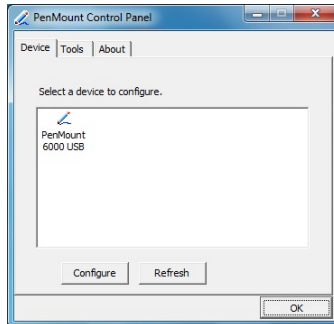 PenMount Control Panel
Device Tools About
Select a device to configure.
PenMount
6000 USB
Configure Refresh
OK